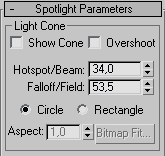 - Spotlight Parameters
Light Cone
Show Cone Overshoot
Hotspot/Beam: 34,0
Falloff/Field: 53,5
Circle Rectangle
Aspect: 1,0 Bitmap Fit...